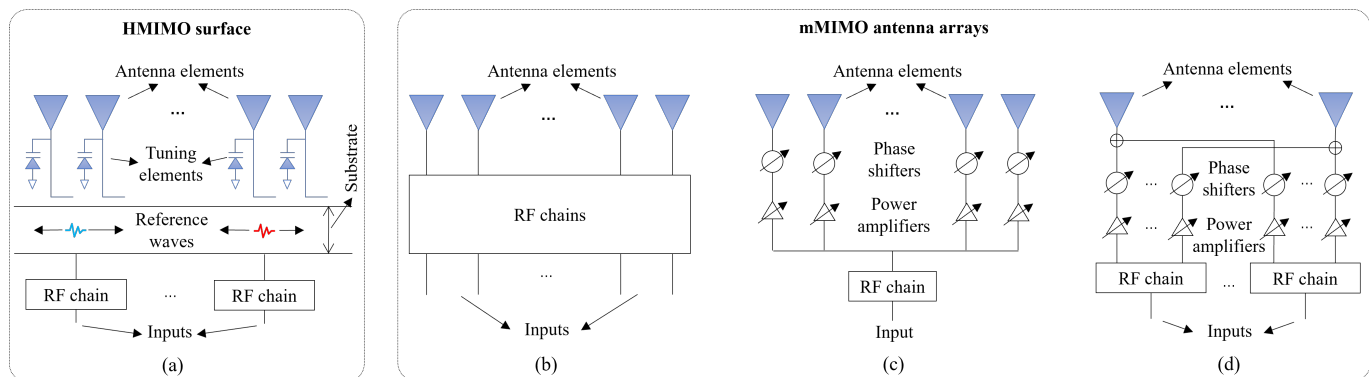 HMIMO surface
Antenna elements
...
Tuning
elements
Substrate
Reference
waves
RF chain
...
RF chain
Inputs
(a)
mMIMO antenna arrays
Antenna elements
...
RF chains
...
Inputs
(b)
Antenna elements
...
Phase
shifters
Power
amplifiers
RF chain
Input
(c)
Antenna elements
...
Phase
shifters
... ...
Power
amplifiers
... ...
RF chain
...
RF chain
Inputs
(d)